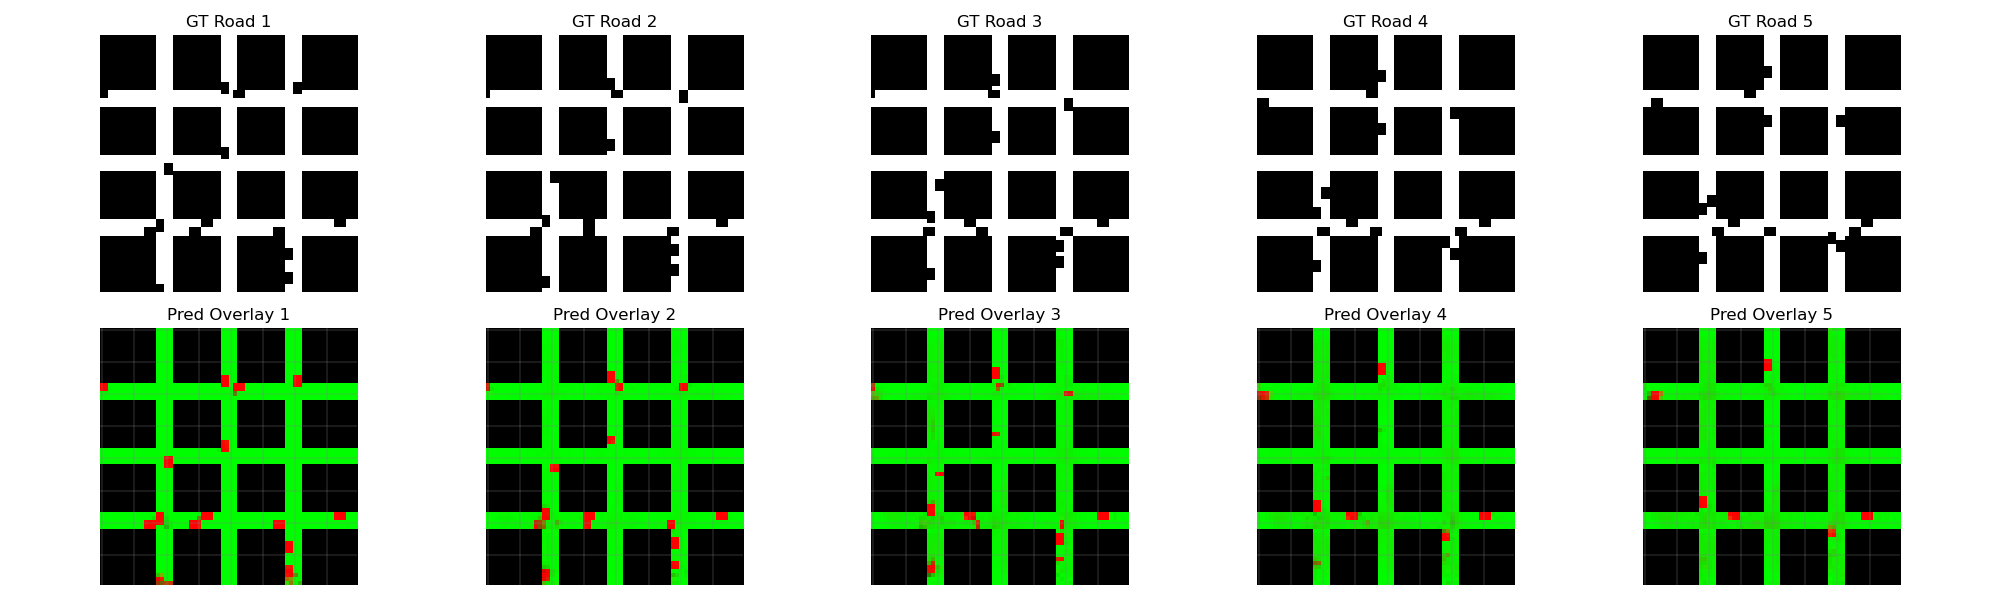 GT Road 1
GT Road 2
GT Road 3
GT Road 4
GT Road 5
Pred Overlay 1
Pred Overlay 2
Pred Overlay 3
Pred Overlay 4
Pred Overlay 5